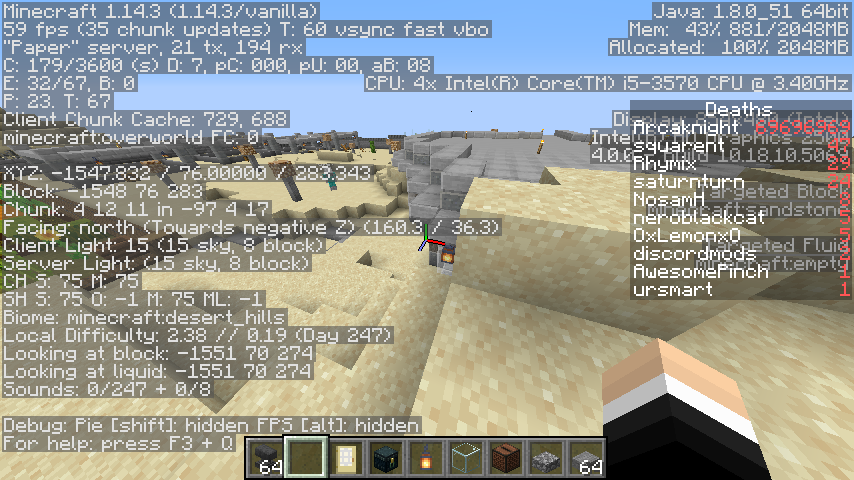 Minecraft 1.14.3 (1.14.3/vanilla)
59 fps (35 chunk updates) T: 60 vsync fast vbo
"Paper" server, 21 tx, 194 rx
C: 179/3600 (s) D: 7, pC: 000, pU: 00, aB: 08
E: 32/67, B: 0
P: 23. T: 67
Client Chunk Cache: 729, 688
minecraft:overworld FC: 0
XYZ: -1547.832 / 76.00000 / 283.343
Block: -1548 76 283
Chunk: 4 12 11 in -97 4 17
Facing: north (Towards negative Z) (160.3 / 36.3)
Client Light: 15 (15 sky, 8 block)
Server Light: (15 sky, 8 block)
CH S: 75 M: 75
SH S: 75 O: -1 M: 75 ML: -1
Biome: minecraft:desert_hills
Local Difficulty: 2.38 // 0.19 (Day 247)
Looking at block: -1551 70 274
Looking at liquid: -1551 70 274
Sounds: 0/247 + 0/8
Debug: Pie [shift]: hidden FPS [alt]: hidden
For help: press F3 + Q
Java: 1.8.0_51 64bit
Mem: 43% 881/2048MB
Allocated: 100% 2048MB
CPU: 4x Intel(R) Core(TM) i5-3570 CPU @ 3.40GHz
Display:
(Intel)
Deaths
Arcaknight 69696969
squarent
Rhymix
saturnturn
NosamH
neroblackcat
OxLemonxO
discordmods
AwesomePinch
ursmart 1
64
64